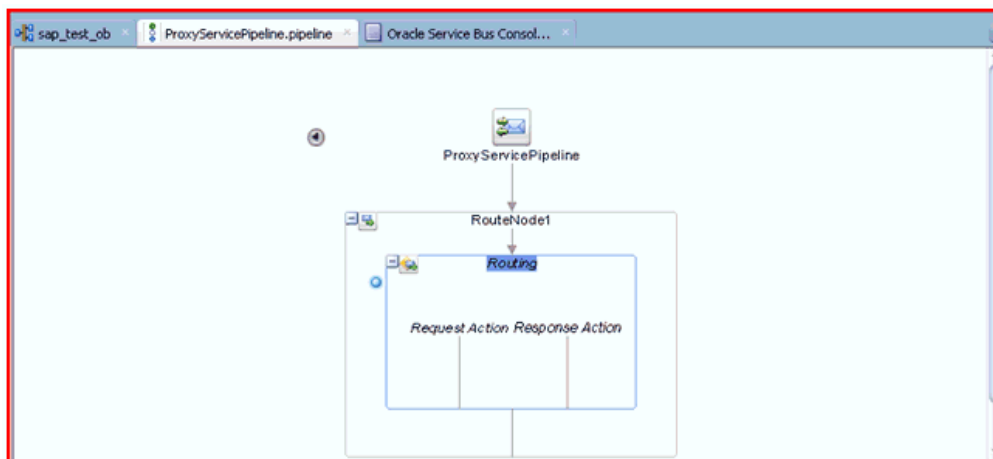 sap_test_ob ProxyServicePipeline.pipeline Oracle Service Bus Consol...
ProxyServicePipeline
RouteNode1
Routing
Request Action Response Action